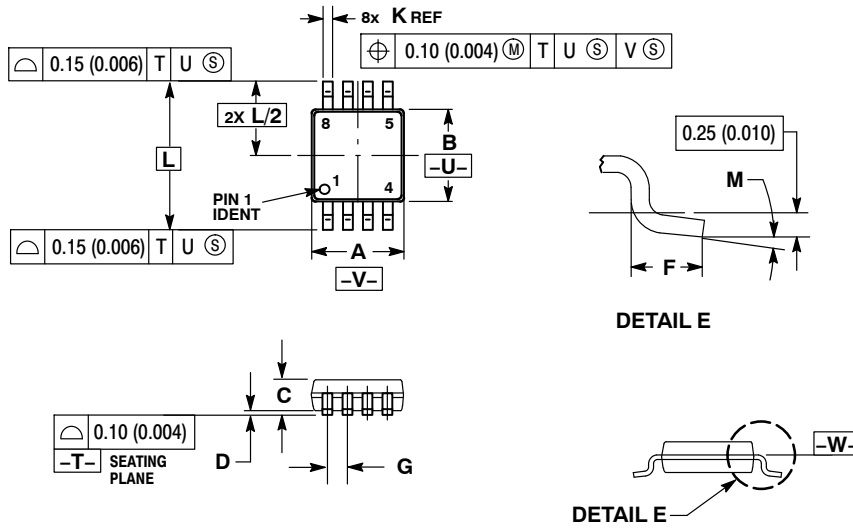 8x K REF
⌓ 0.15 (0.006) T U Ⓢ
⌖ 0.10 (0.004) Ⓜ T U Ⓢ V Ⓢ
2X L/2
8 5
B
–U–
L
1 4
PIN 1
IDENT
⌓ 0.15 (0.006) T U Ⓢ
A
–V–
0.25 (0.010)
M
F
DETAIL E
C
⌓ 0.10 (0.004)
–T– SEATING
PLANE
D
G
–W–
DETAIL E